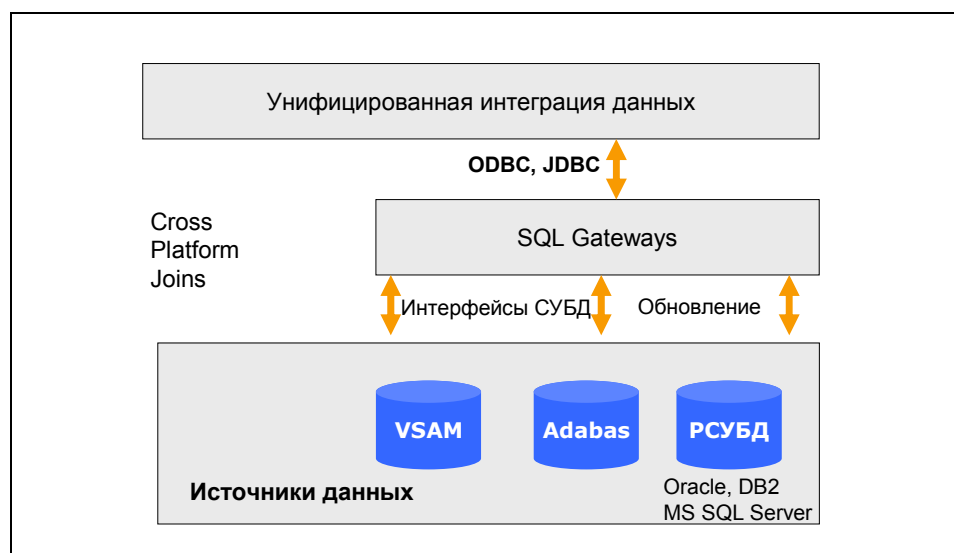 Унифицированная интеграция данных
ODBC, JDBC
Cross
Platform
Joins
SQL Gateways
Интерфейсы СУБД
Обновление
VSAM
Adabas
РСУБД
Источники данных
Oracle, DB2
MS SQL Server